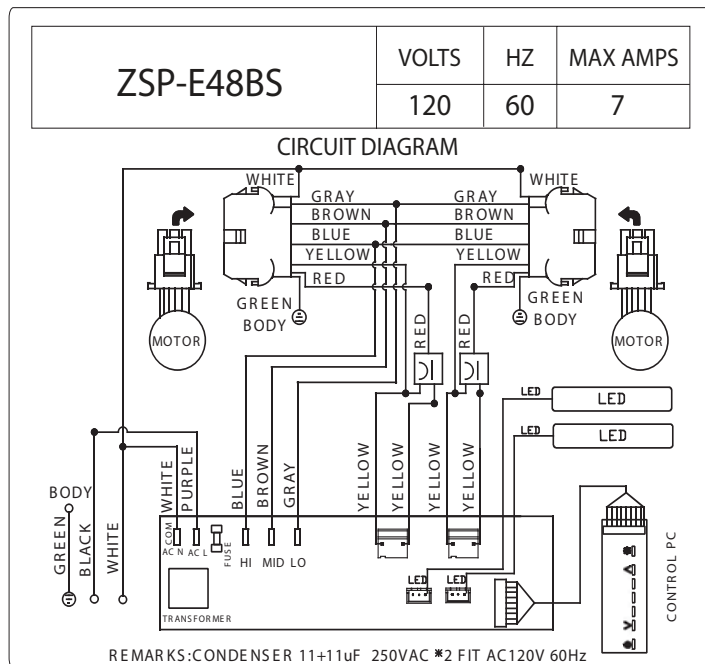 ZSP-E48BS
VOLTS HZ MAX AMPS
120 60 7
CIRCUIT DIAGRAM
WHITE WHITE
GRAY GRAY
BROWN BROWN
BLUE BLUE
YELLOW YELLOW
RED RED
GREEN BODY
GREEN BODY
MOTOR MOTOR
RED RED
LED LED
LED LED
BODY
GREEN
BLACK
WHITE
WHITE
PURPLE
BLUE
BROWN
GRAY
YELLOW
YELLOW
YELLOW
YELLOW
COM
AC N AC L
FUSE
HI MID LO
LED LED
TRANSFORMER
CONTROL PC
REMARKS:CONDENSER 11+11uF 250VAC *2 FIT AC120V 60Hz